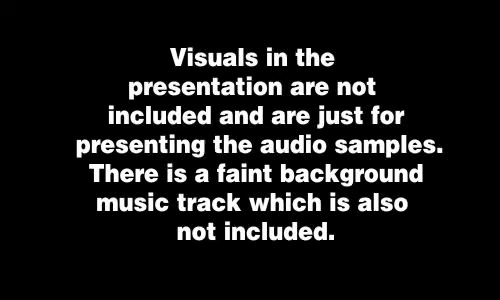 Visuals in the
presentation are not
included and are just for
presenting the audio samples.
There is a faint background
music track which is also
not included.